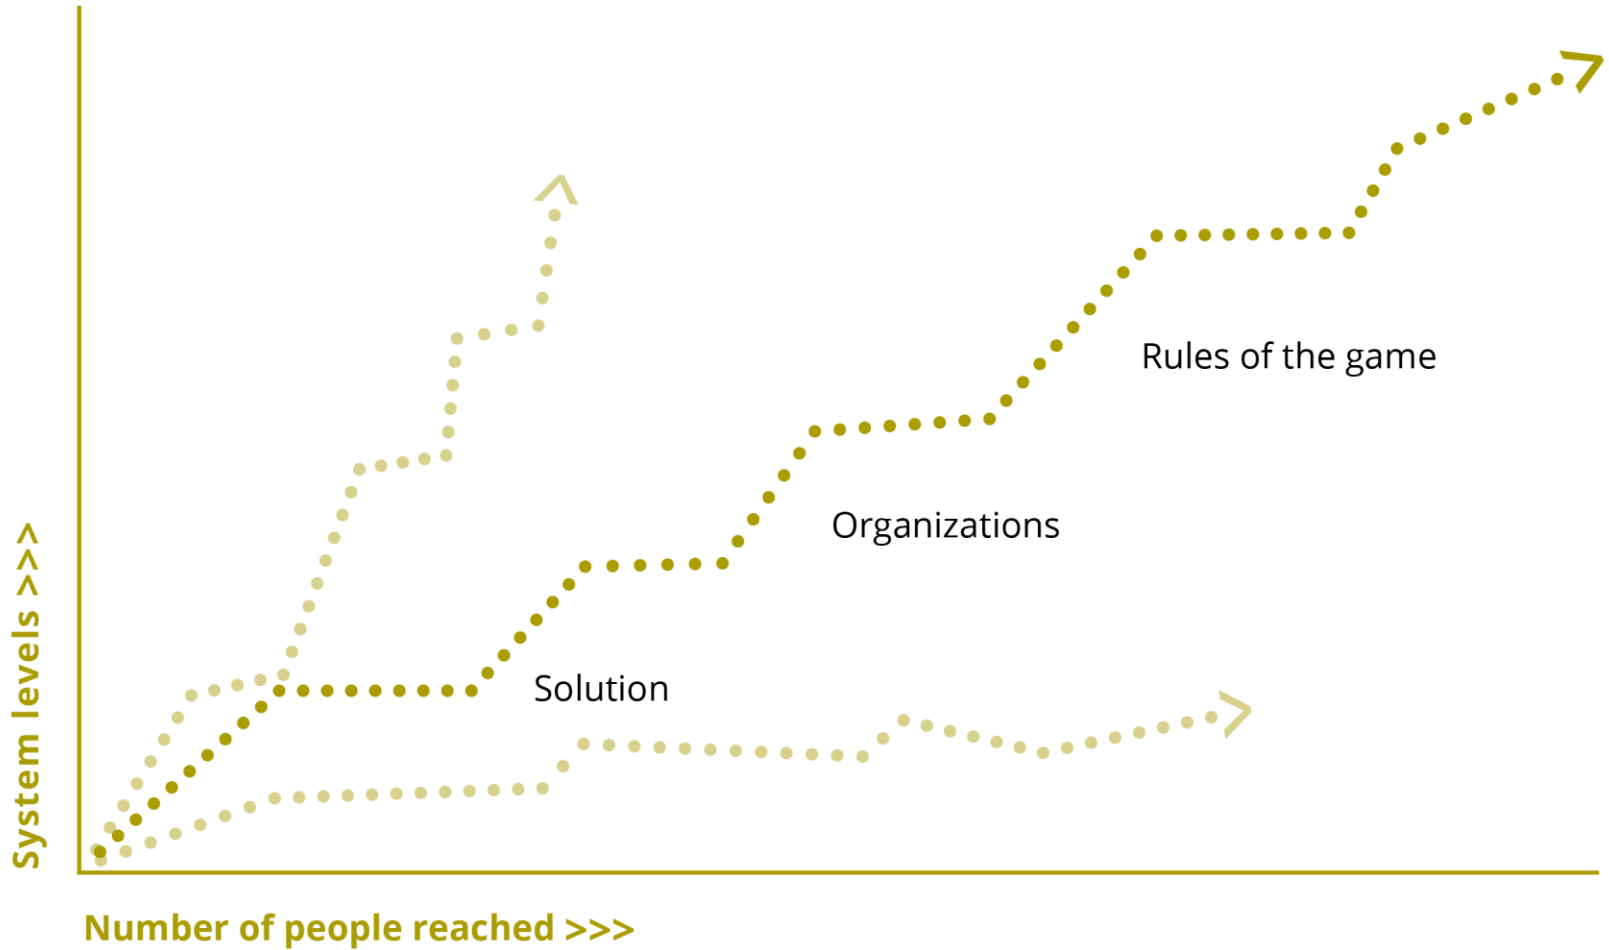 Rules of the game
Organizations
Solution
System levels >>>
Number of people reached >>>